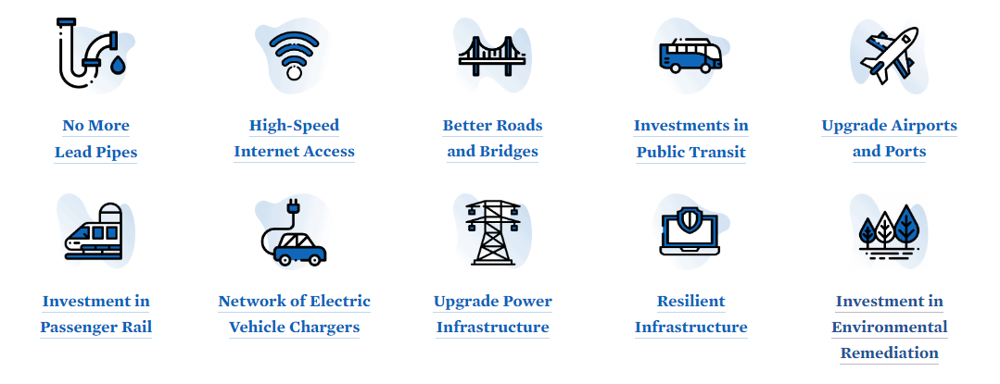 No More
Lead Pipes
High-Speed
Internet Access
Better Roads
and Bridges
Investments in
Public Transit
Upgrade Airports
and Ports
Investment in
Passenger Rail
Network of Electric
Vehicle Chargers
Upgrade Power
Infrastructure
Resilient
Infrastructure
Investment in
Environmental
Remediation